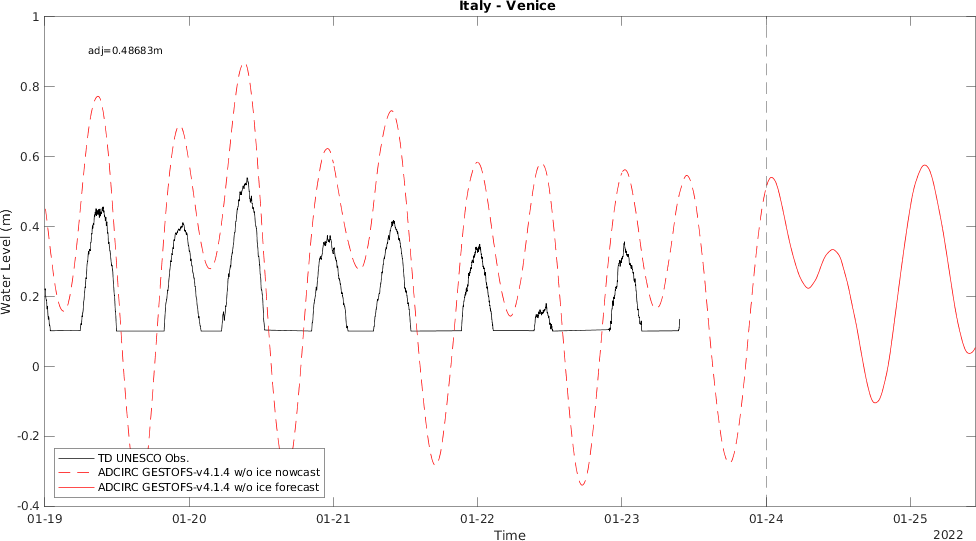 Italy - Venice
adj=0.48683m
Water Level (m)
1
0.8
0.6
0.4
0.2
0
-0.2
-0.4
TD UNESCO Obs.
ADCIRC GESTOFS-v4.1.4 w/o ice nowcast
ADCIRC GESTOFS-v4.1.4 w/o ice forecast
01-19
01-20
01-21
01-22
01-23
01-24
01-25
Time
2022